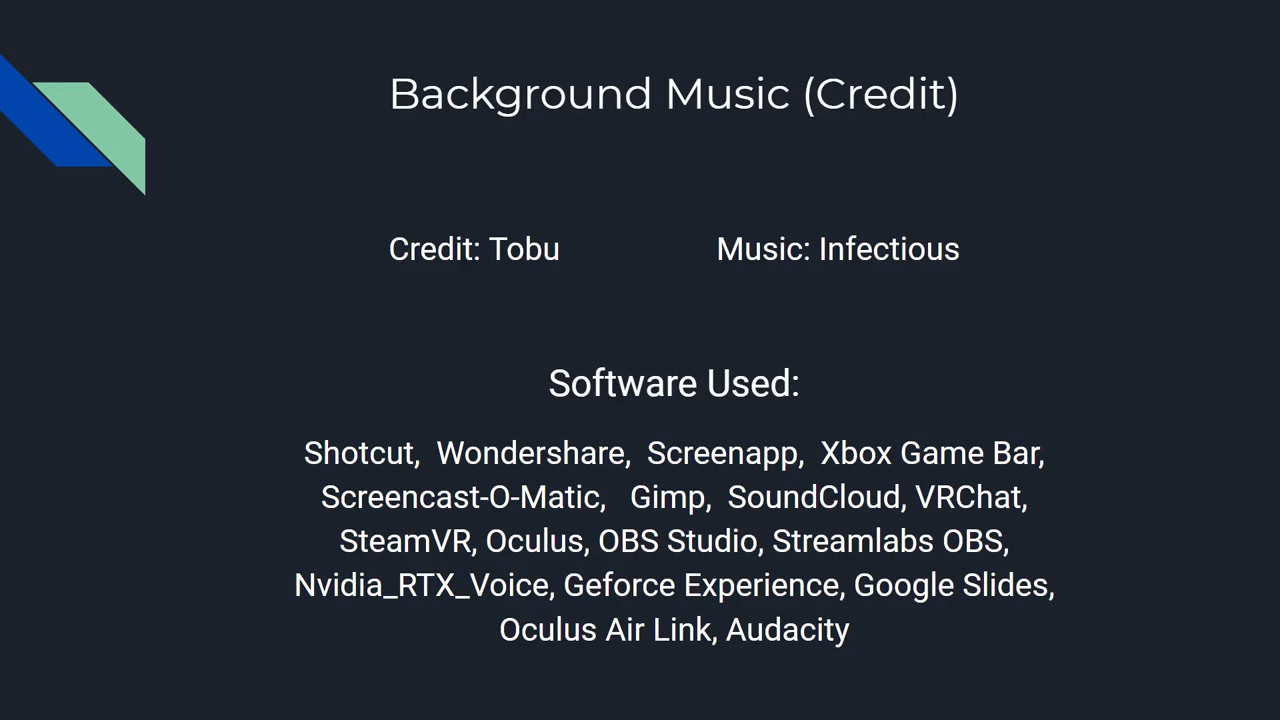 Background Music (Credit)
Credit: Tobu
Music: Infectious
Software Used:
Shotcut,  Wondershare,  Screenapp,  Xbox Game Bar,
Screencast-O-Matic,   Gimp,  SoundCloud, VRChat,
SteamVR, Oculus, OBS Studio, Streamlabs OBS,
Nvidia_RTX_Voice, Geforce Experience, Google Slides,
Oculus Air Link, Audacity